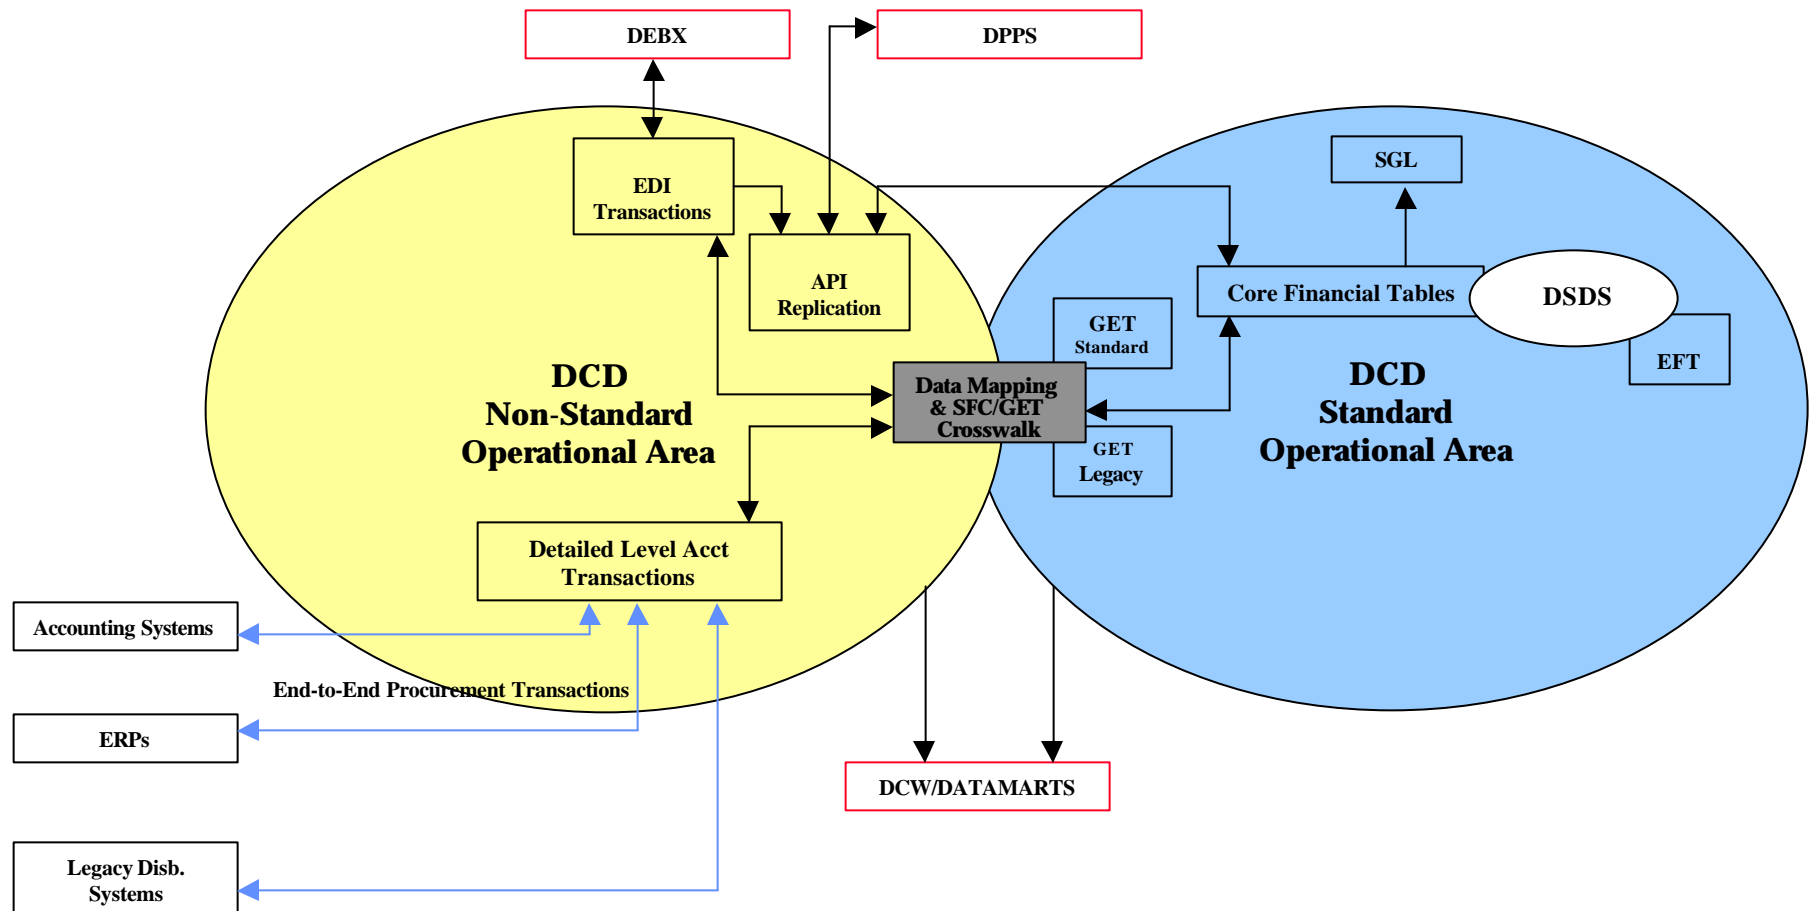 DEBX
DPPS
SGL
EDI
Transactions
API
Replication
Core Financial Tables
DSDS
GET
Standard
EFT
DCD
Non-Standard
Operational Area
Data Mapping
& SFC/GET
Crosswalk
DCD
Standard
Operational Area
GET
Legacy
Detailed Level Acct
Transactions
Accounting Systems
End-to-End Procurement Transactions
ERPs
DCW/DATAMARTS
Legacy Disb.
Systems